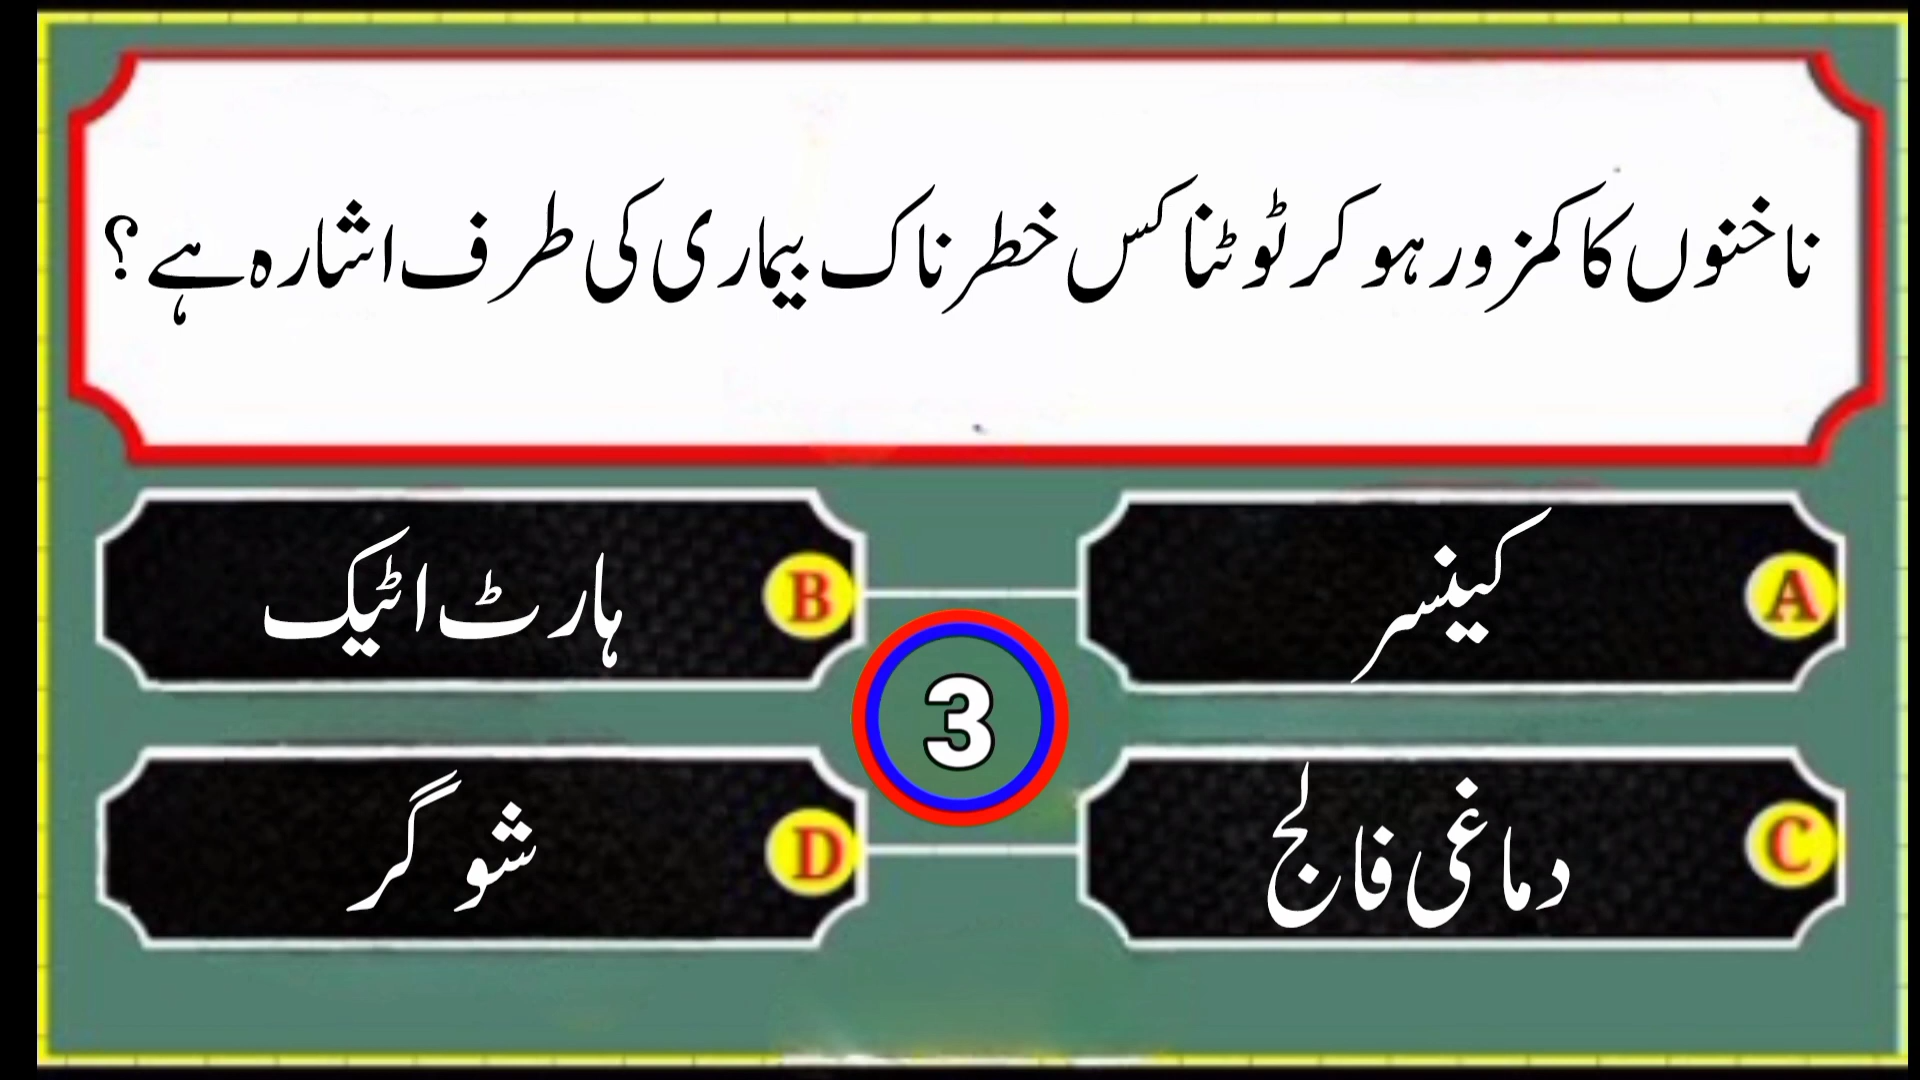 ناخنوں کا کمزور ہو کر ٹوٹنا کس خطرناک بیماری کی طرف اشارہ ہے ؟
A کینسر
B ہارٹ اٹیک
3
C دماغی فالج
D شوگر